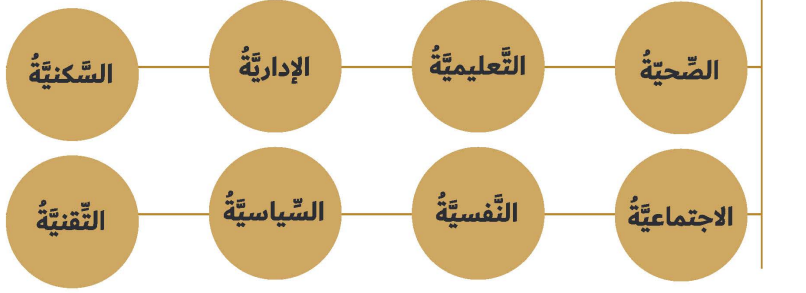 الصِّحيّةُ
التَّعليميَّةُ
الإداريَّةُ
السَّكنيَّةُ
الاجتماعيَّةُ
النَّفسيَّةُ
السِّياسيَّةُ
التِّقنيَّةُ